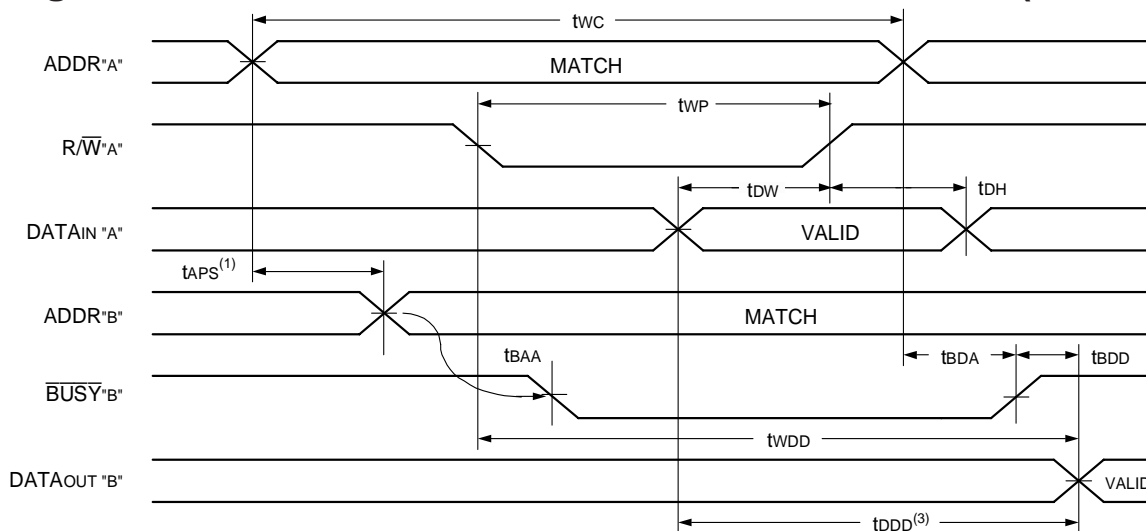 tWC
ADDR"A"
MATCH
tWP
R/W̅"A"
tDW
tDH
DATAIN "A"
VALID
tAPS(1)
ADDR"B"
MATCH
tBAA
tBDA
tBDD
B̅U̅S̅Y̅"B"
tWDD
DATAOUT "B"
VALID
tDDD(3)